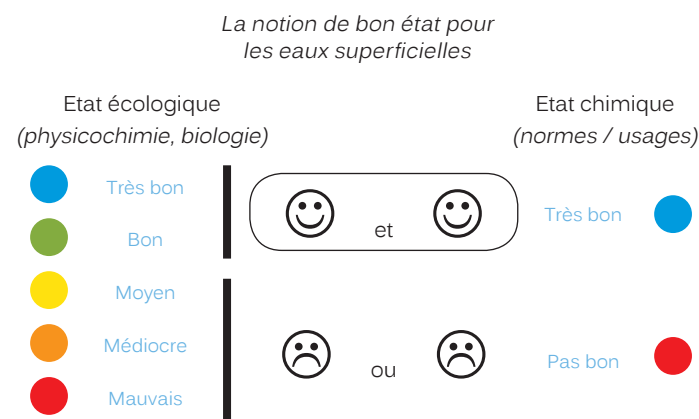 La notion de bon état pour
les eaux superficielles
Etat écologique
(physicochimie, biologie)
Etat chimique
(normes / usages)
Très bon
Bon
et
Très bon
Moyen
Médiocre
Mauvais
ou
Pas bon